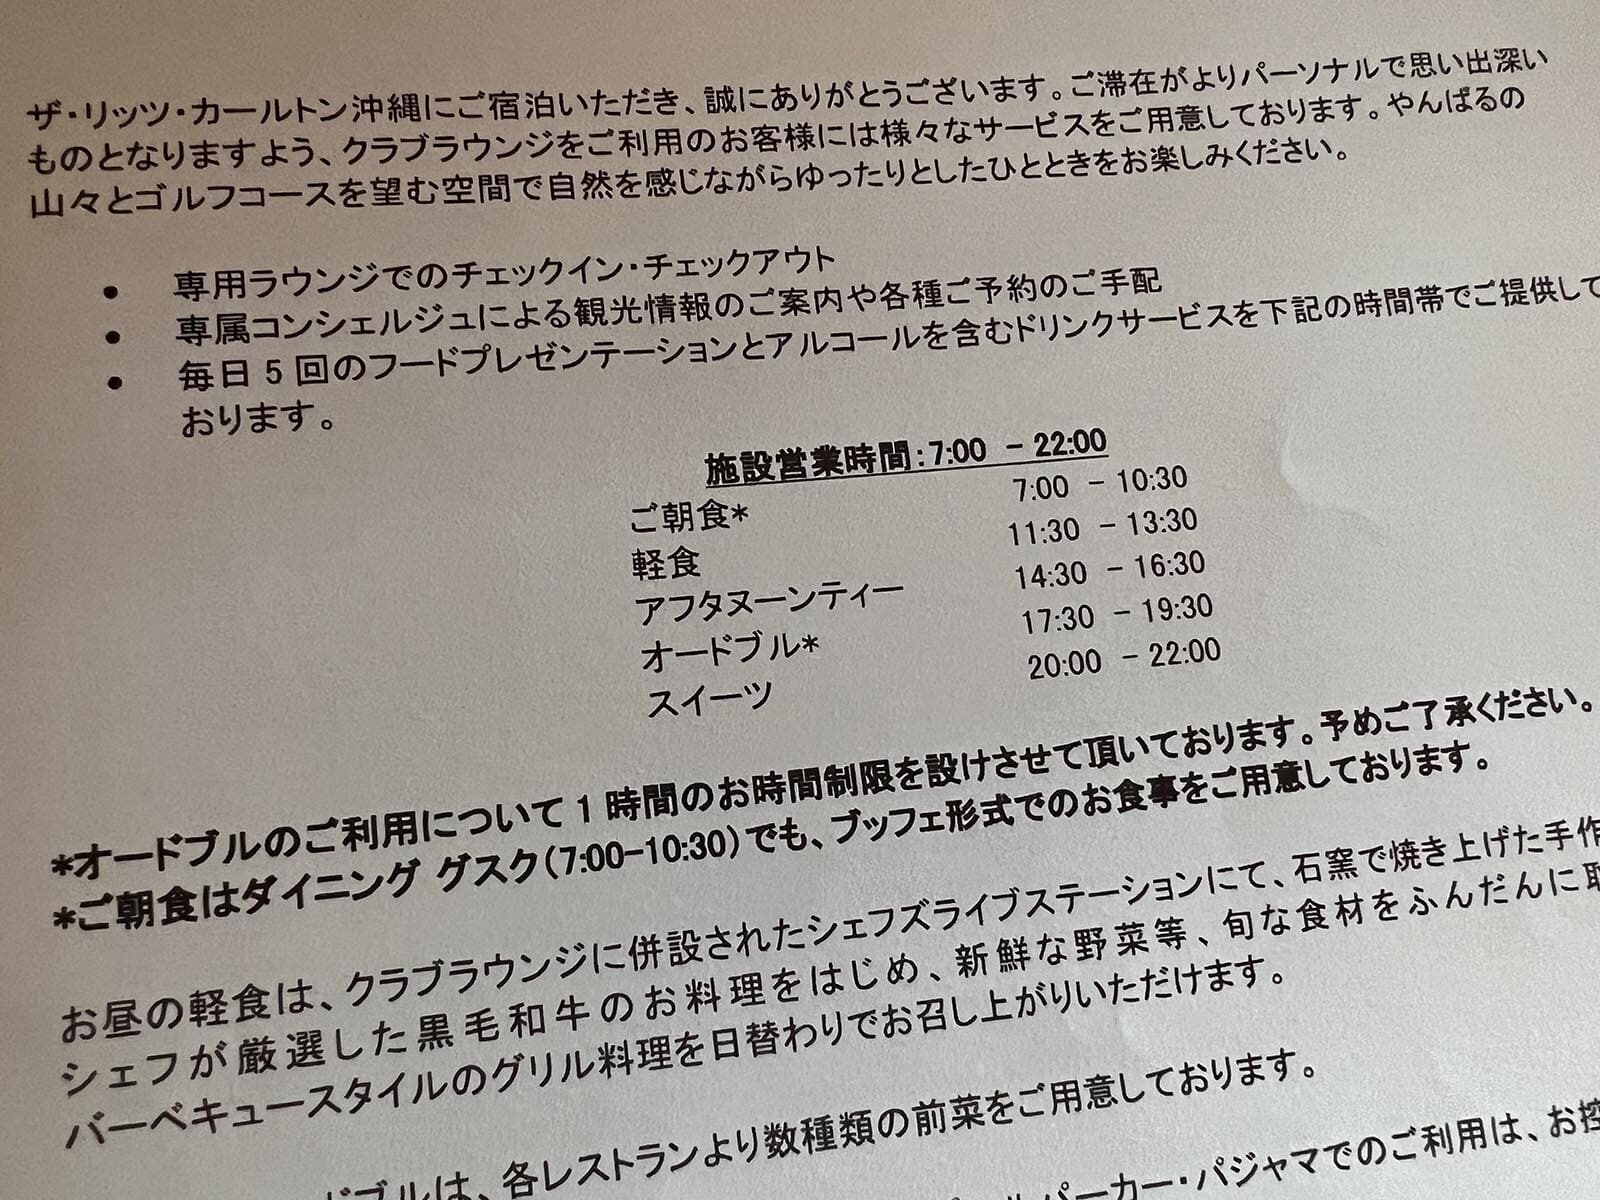 ザ・リッツ・カールトン沖縄にご宿泊いただき、誠にありがとうございます。ご滞在がよりパーソナルで思い出深い
ものとなりますよう、クラブラウンジをご利用のお客様には様々なサービスをご用意しております。やんばるの
山々とゴルフコースを望む空間で自然を感じながらゆったりとしたひとときをお楽しみください。
● 専用ラウンジでのチェックイン・チェックアウト
● 専属コンシェルジュによる観光情報のご案内や各種ご予約のご手配
● 毎日 5 回のフードプレゼンテーションとアルコールを含むドリンクサービスを下記の時間帯でご提供して
おります。
施設営業時間：7:00 － 22:00
ご朝食* 7:00 － 10:30
軽食 11:30 － 13:30
アフタヌーンティー 14:30 － 16:30
オードブル* 17:30 － 19:30
スイーツ 20:00 － 22:00
*オードブルのご利用について 1 時間のお時間制限を設けさせて頂いております。予めご了承ください。
*ご朝食はダイニング グスク（7:00-10:30）でも、ブッフェ形式でのお食事をご用意しております。
お昼の軽食は、クラブラウンジに併設されたシェフズライブステーションにて、石窯で焼き上げた手作
シェフが厳選した黒毛和牛のお料理をはじめ、新鮮な野菜等、旬な食材をふんだんに取
バーベキュースタイルのグリル料理を日替わりでお召し上がりいただけます。
ドブルは、各レストランより数種類の前菜をご用意しております。
パーカー・パジャマでのご利用は、お控